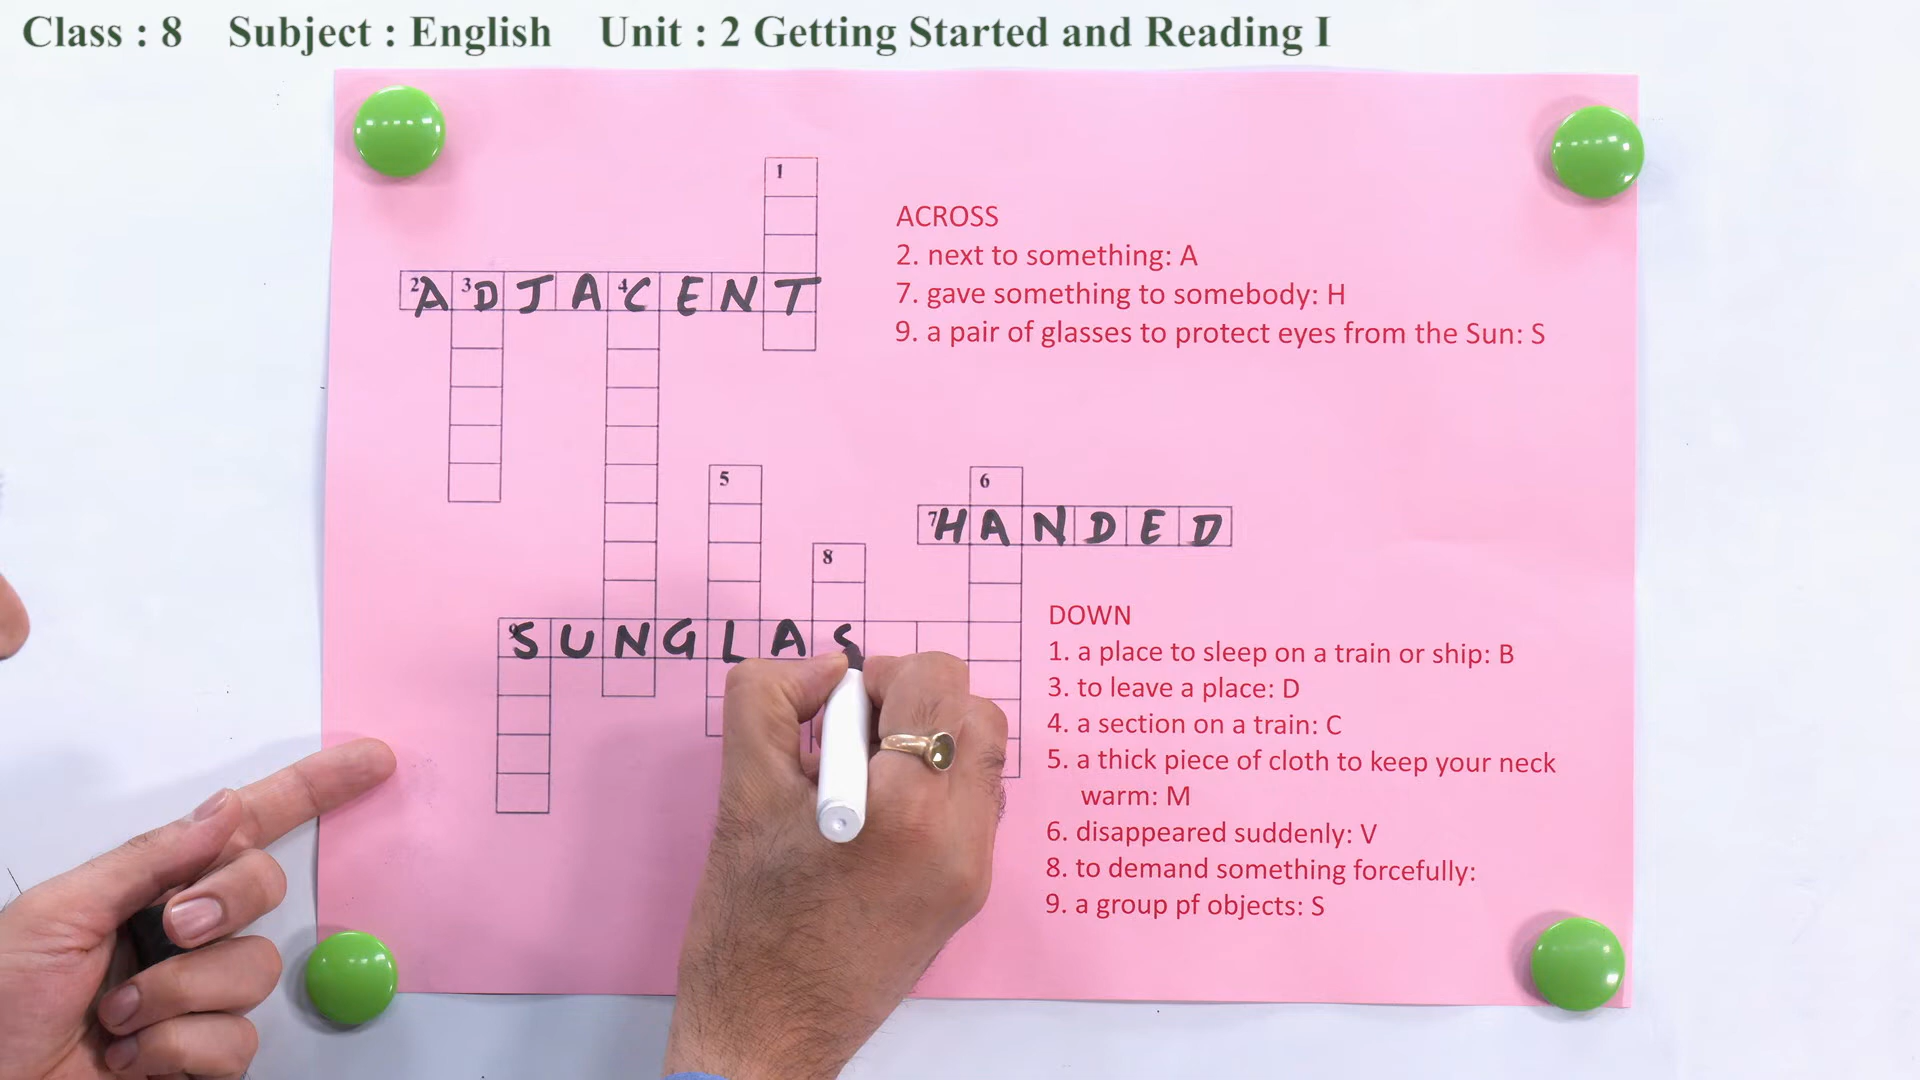 Class : 8 Subject : English Unit : 2 Getting Started and Reading I
1
ACROSS
2. next to something: A
2 A 3 D J A 4 C E N T
7. gave something to somebody: H
9. a pair of glasses to protect eyes from the Sun: S
5
6
7 H A N D E D
8
DOWN
9 S U N G L A S
1. a place to sleep on a train or ship: B
3. to leave a place: D
4. a section on a train: C
5. a thick piece of cloth to keep your neck
warm: M
6. disappeared suddenly: V
8. to demand something forcefully:
9. a group pf objects: S